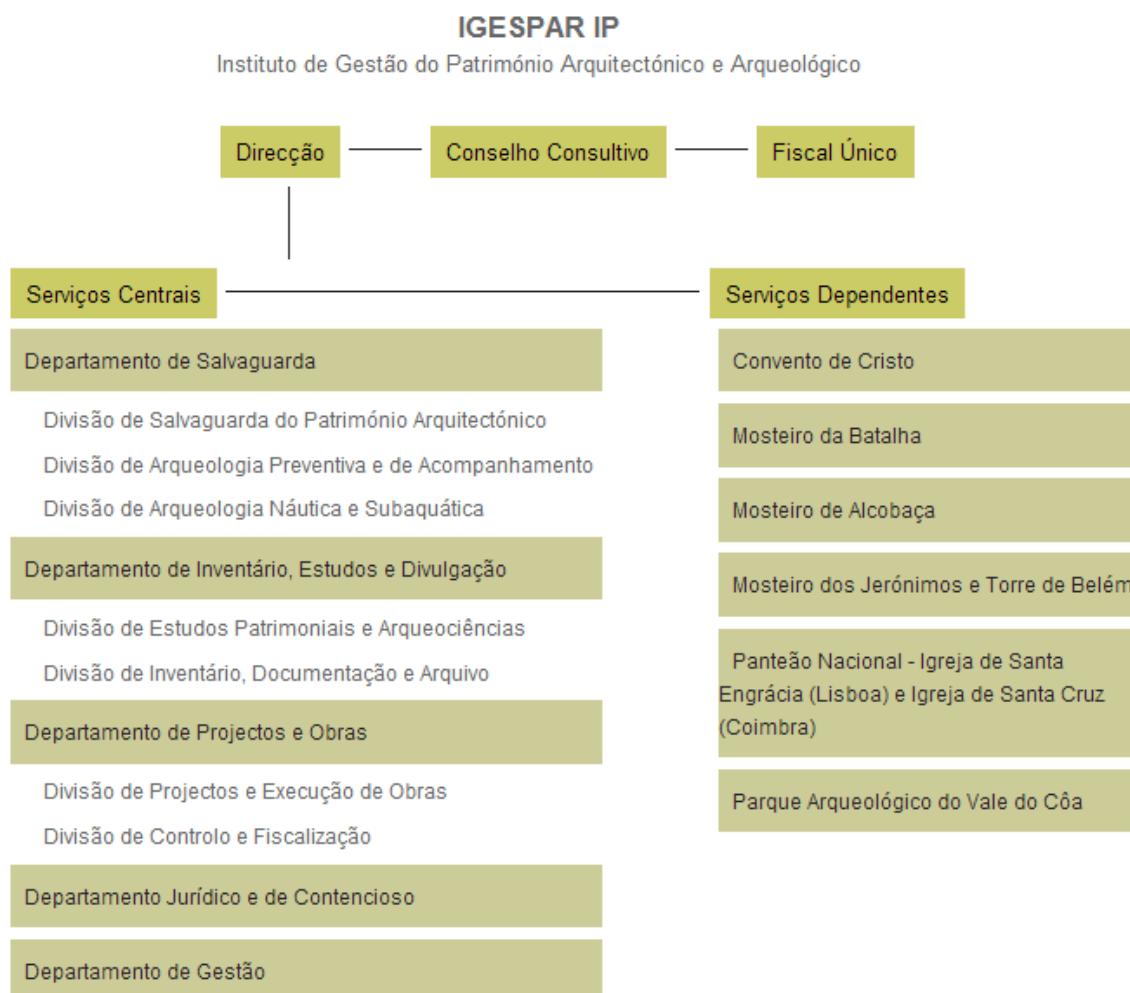 IGESPAR IP
Instituto de Gestão do Património Arquitectónico e Arqueológico
Direcção
Conselho Consultivo
Fiscal Único
Serviços Centrais
Departamento de Salvaguarda
Divisão de Salvaguarda do Património Arquitectónico
Divisão de Arqueologia Preventiva e de Acompanhamento
Divisão de Arqueologia Náutica e Subaquática
Departamento de Inventário, Estudos e Divulgação
Divisão de Estudos Patrimoniais e Arqueociências
Divisão de Inventário, Documentação e Arquivo
Departamento de Projectos e Obras
Divisão de Projectos e Execução de Obras
Divisão de Controlo e Fiscalização
Departamento Jurídico e de Contencioso
Departamento de Gestão
Serviços Dependentes
Convento de Cristo
Mosteiro da Batalha
Mosteiro de Alcobaça
Mosteiro dos Jerónimos e Torre de Belém
Panteão Nacional - Igreja de Santa
Engrácia (Lisboa) e Igreja de Santa Cruz
(Coimbra)
Parque Arqueológico do Vale do Côa